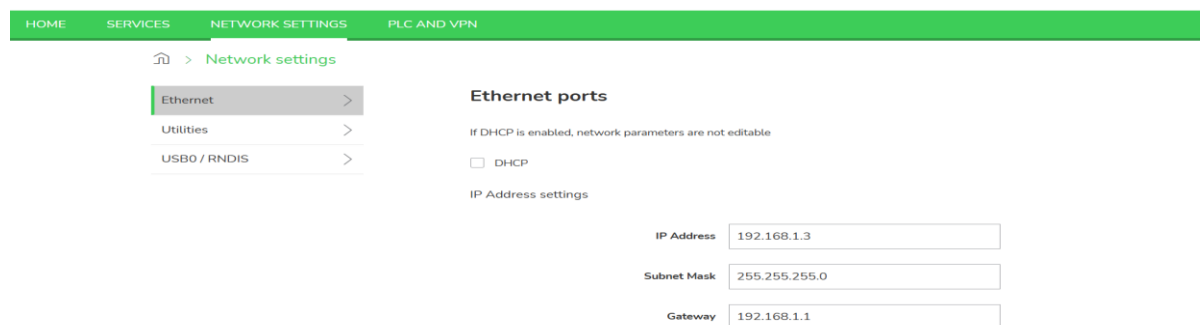 HOME SERVICES NETWORK SETTINGS PLC AND VPN
> Network settings
Ethernet
Utilities
USB0 / RNDIS
Ethernet ports
If DHCP is enabled, network parameters are not editable
DHCP
IP Address settings
IP Address 192.168.1.3
Subnet Mask 255.255.255.0
Gateway 192.168.1.1